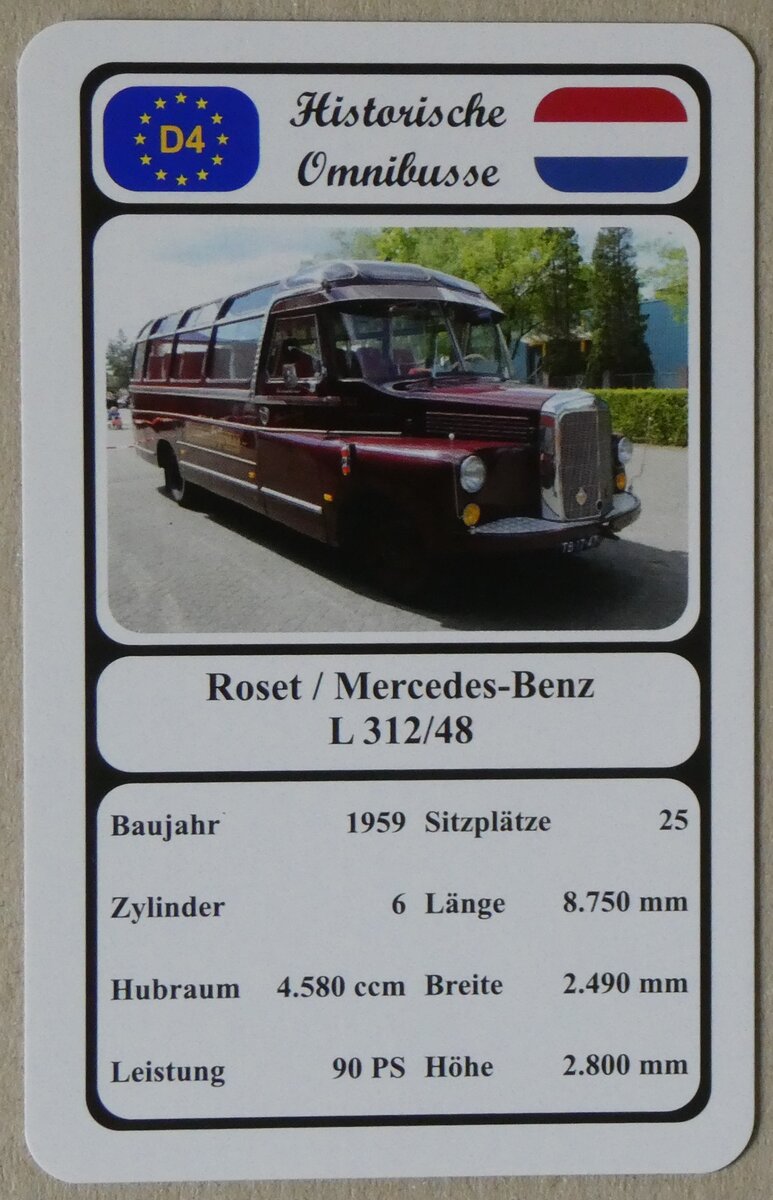 D4
Historische
Omnibusse
Roset / Mercedes-Benz
L 312/48
Baujahr 1959 Sitzplätze 25
Zylinder 6 Länge 8.750 mm
Hubraum 4.580 ccm Breite 2.490 mm
Leistung 90 PS Höhe 2.800 mm